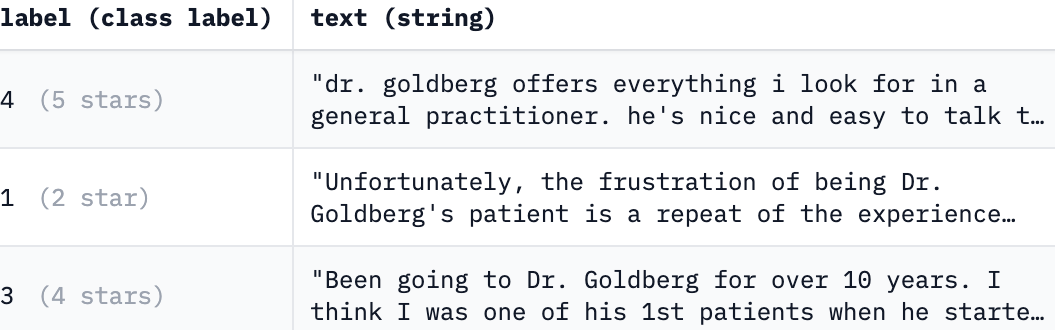 label (class label) text (string)
4 (5 stars) "dr. goldberg offers everything i look for in a
general practitioner. he's nice and easy to talk t…
1 (2 star) "Unfortunately, the frustration of being Dr.
Goldberg's patient is a repeat of the experience…
3 (4 stars) "Been going to Dr. Goldberg for over 10 years. I
think I was one of his 1st patients when he starte…